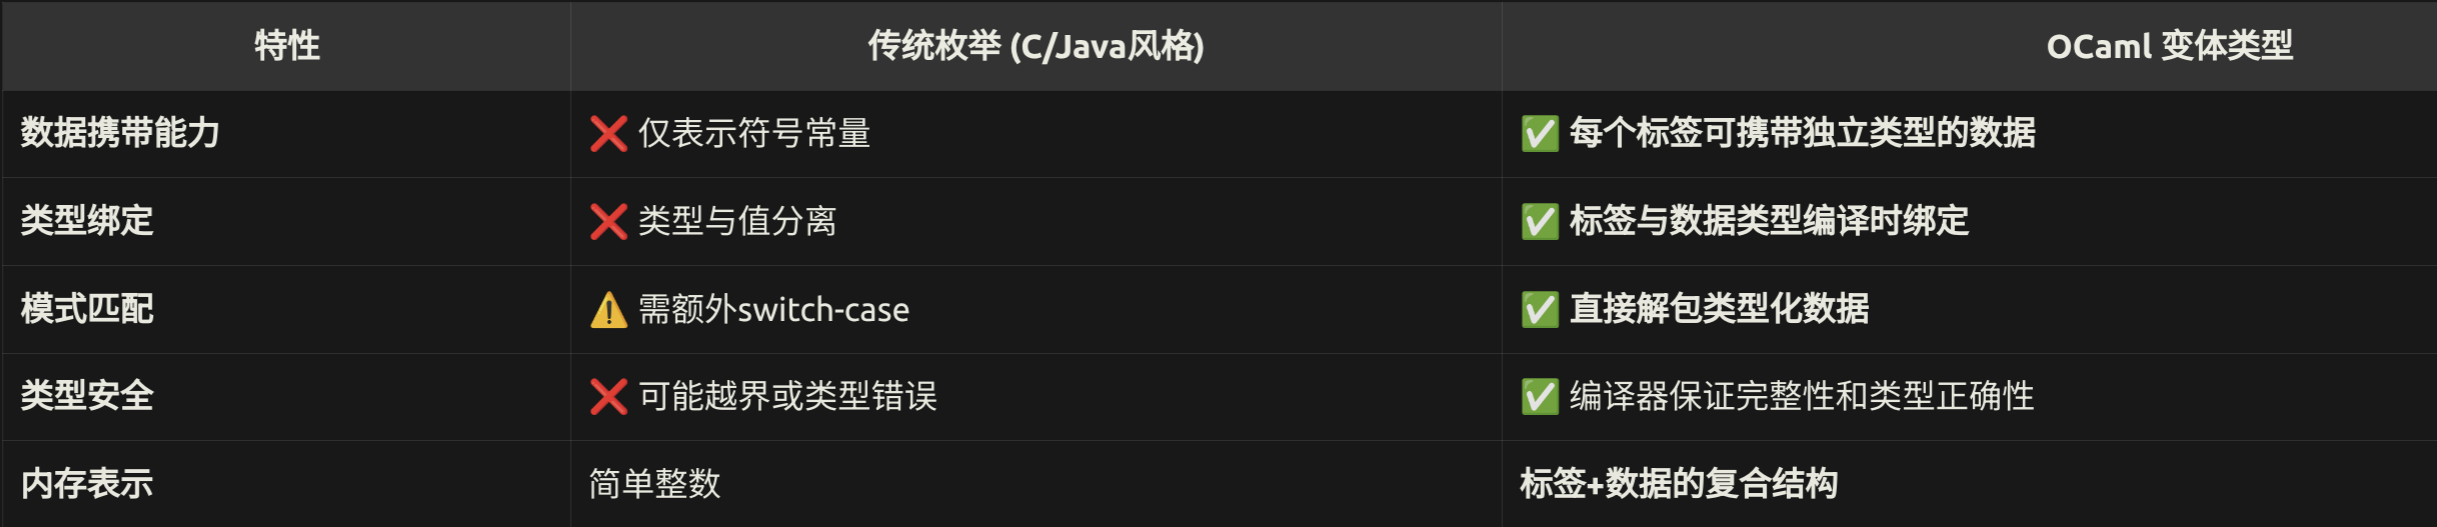 特性 传统枚举 (C/Java风格) OCaml 变体类型
数据携带能力 ❌ 仅表示符号常量 ✅ 每个标签可携带独立类型的数据
类型绑定 ❌ 类型与值分离 ✅ 标签与数据类型编译时绑定
模式匹配 ⚠️ 需额外switch-case ✅ 直接解包类型化数据
类型安全 ❌ 可能越界或类型错误 ✅ 编译器保证完整性和类型正确性
内存表示 简单整数 标签+数据的复合结构